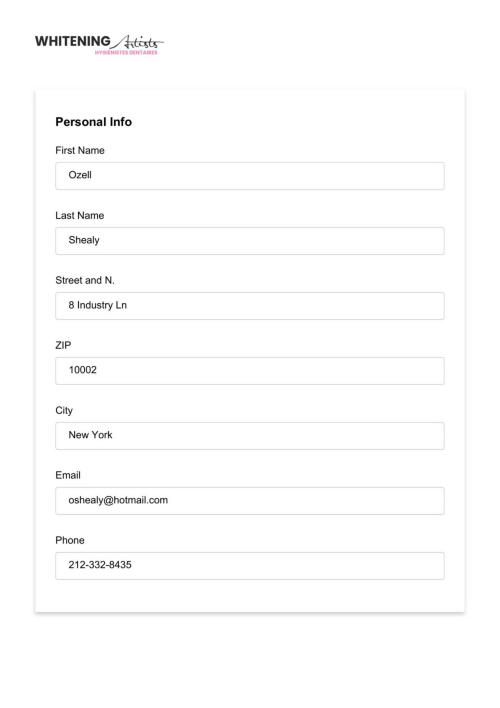 WHITENING Artists
HYGIÉNISTES DENTAIRES
Personal Info
First Name
Ozell
Last Name
Shealy
Street and N.
8 Industry Ln
ZIP
10002
City
New York
Email
oshealy@hotmail.com
Phone
212-332-8435